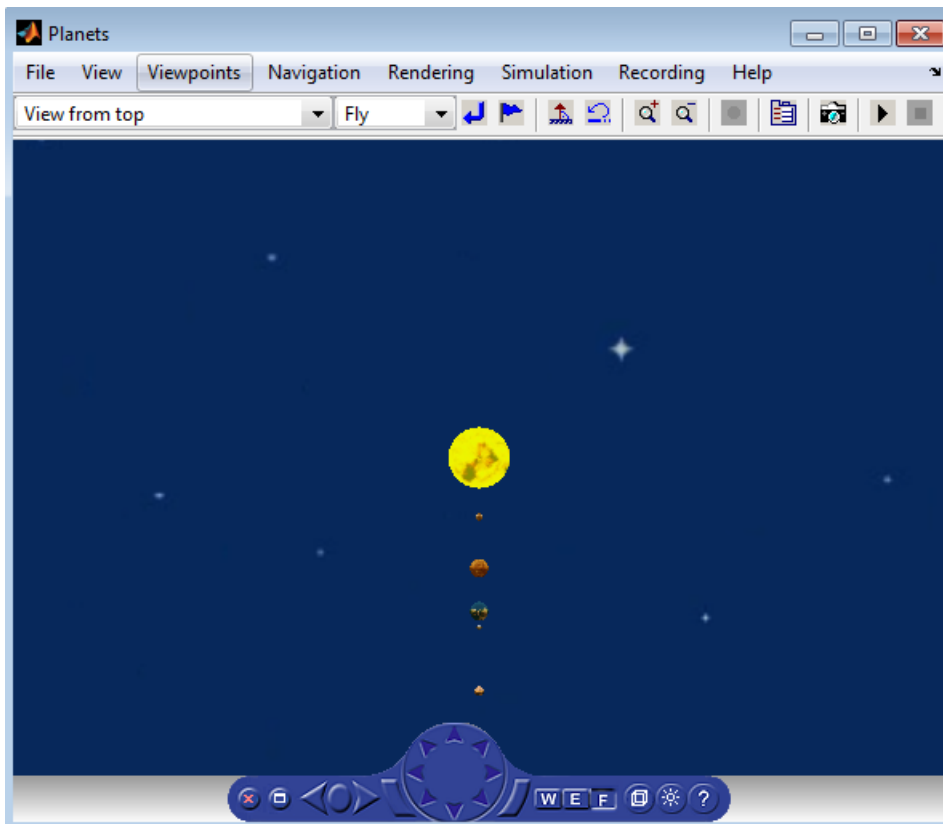 Planets
File View Viewpoints Navigation Rendering Simulation Recording Help
View from top Fly
W E F ?